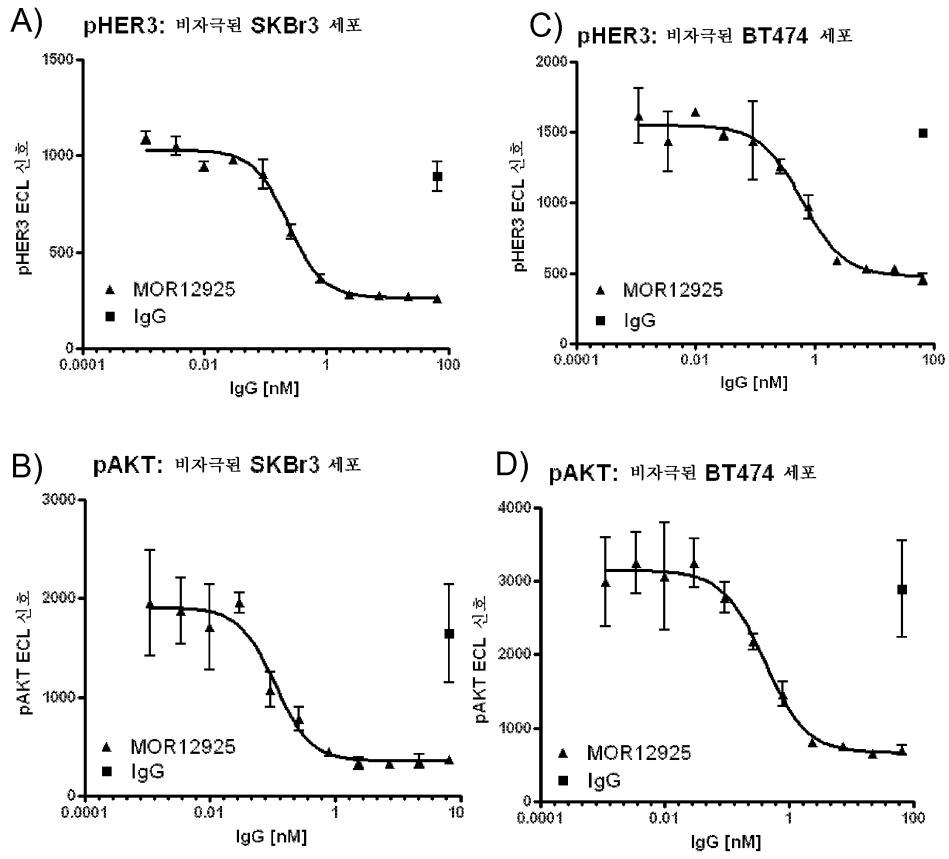 A)
pHER3: 비자극된 SKBr3 세포
1500
1000
500
0
pHER3 ECL 신호
MOR12925
IgG
0.0001
0.01
1
100
IgG [nM]
C)
pHER3: 비자극된 BT474 세포
2000
1500
1000
500
0
pHER3 ECL 신호
MOR12925
IgG
0.0001
0.01
1
100
IgG [nM]
B)
pAKT: 비자극된 SKBr3 세포
3000
2000
1000
0
pAKT ECL 신호
MOR12925
IgG
0.0001
0.01
1
10
IgG [nM]
D)
pAKT: 비자극된 BT474 세포
4000
3000
2000
1000
0
pAKT ECL 신호
MOR12925
IgG
0.0001
0.01
1
100
IgG [nM]